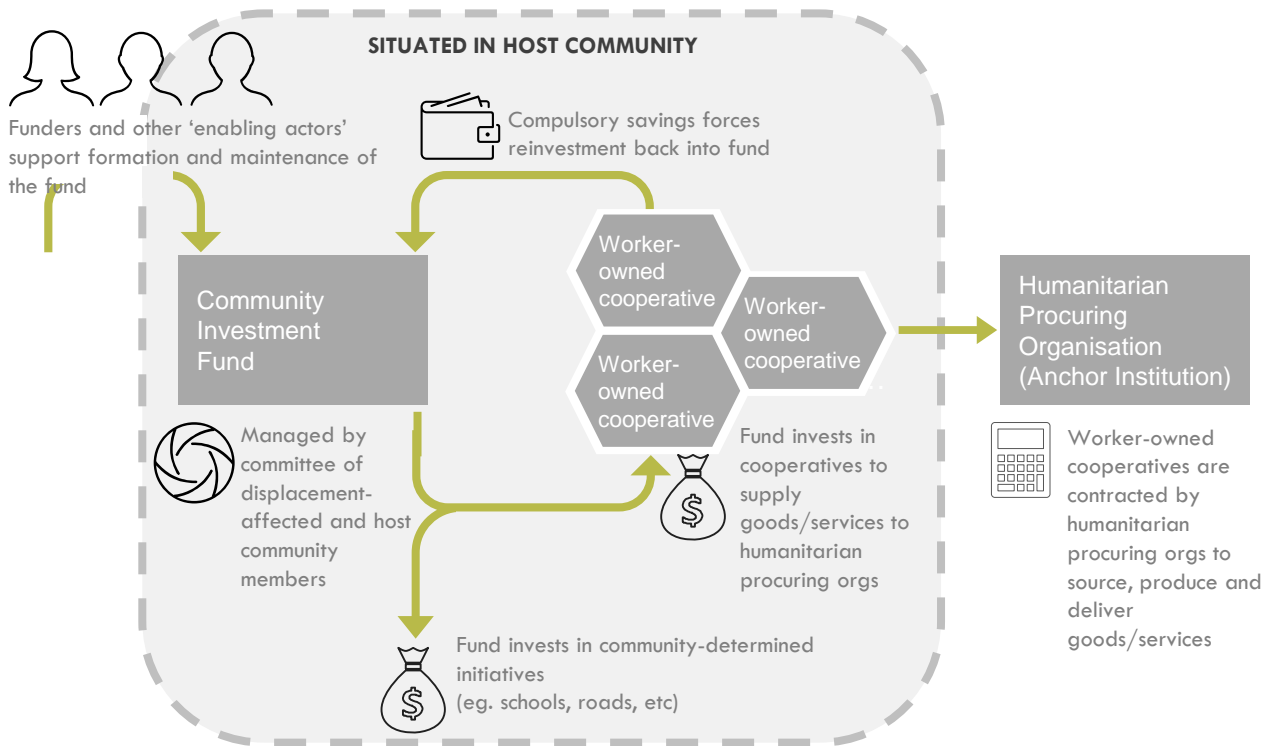 SITUATED IN HOST COMMUNITY
Funders and other ‘enabling actors’
support formation and maintenance of
the fund
Compulsory savings forces
reinvestment back into fund
Community
Investment
Fund
Worker-
owned
cooperative
Worker-
owned
cooperative
Worker-
owned
cooperative
Humanitarian
Procuring
Organisation
(Anchor Institution)
Managed by
committee of
displacement-
affected and host
community
members
$
Fund invests in
cooperatives to
supply
goods/services to
humanitarian
procuring orgs
Worker-owned
cooperatives are
contracted by
humanitarian
procuring orgs to
source, produce and
deliver
goods/services
$
Fund invests in community-determined
initiatives
(eg. schools, roads, etc)